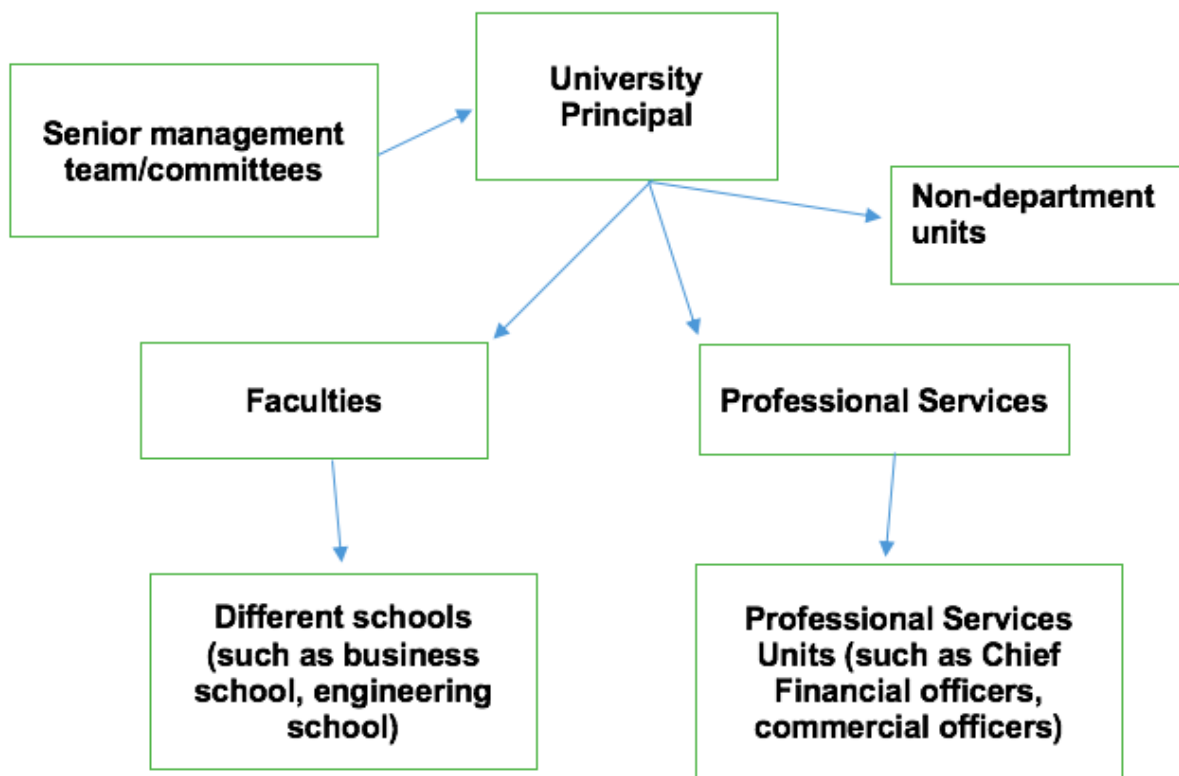 University
Principal
Senior management
team/committees
Non-department
units
Faculties
Professional Services
Different schools
(such as business
school, engineering
school)
Professional Services
Units (such as Chief
Financial officers,
commercial officers)